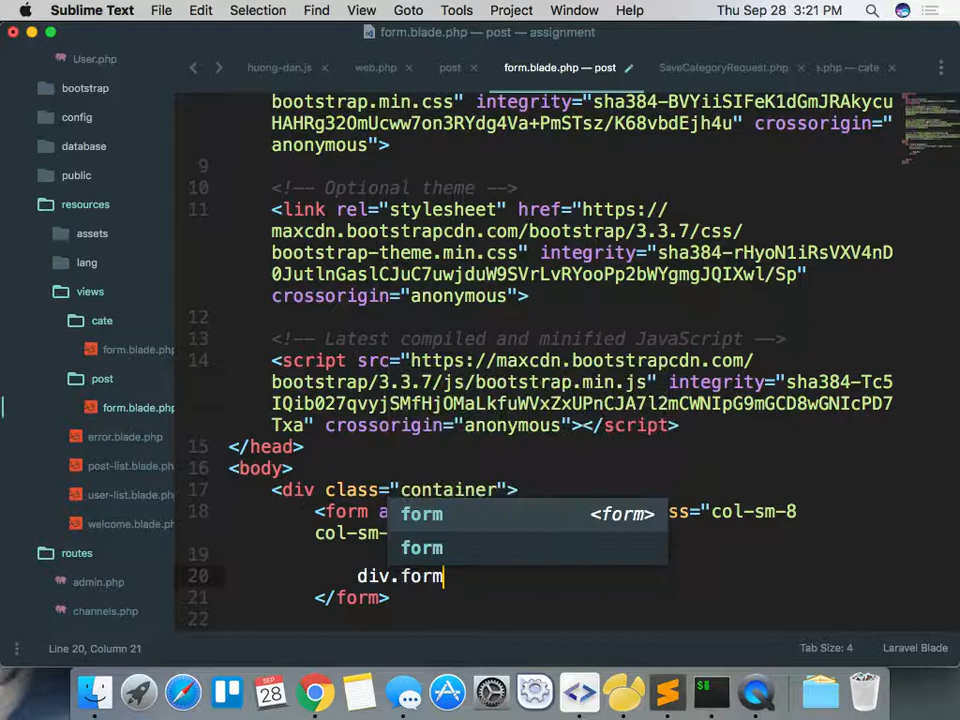 Sublime Text File Edit Selection Find View Goto Tools Project Window Help Thu Sep 28 3:21 PM
form.blade.php — post — assignment
huong-dan.js × web.php × post × form.blade.php — post SaveCategoryRequest.php × .php — cate ×
User.php
bootstrap
config
database
public
resources
assets
lang
views
cate
form.blade.php
post
form.blade.php
error.blade.php
post-list.blade.ph
user-list.blade.ph
welcome.blade.ph
routes
admin.php
channels.php
bootstrap.min.css" integrity="sha384-BVYiiSIFeK1dGmJRAkycu
HAHRg32OmUcww7on3RYdg4Va+PmSTsz/K68vbdEjh4u" crossorigin="
anonymous">
9
10 <!-- Optional theme -->
11 <link rel="stylesheet" href="https://
maxcdn.bootstrapcdn.com/bootstrap/3.3.7/css/
bootstrap-theme.min.css" integrity="sha384-rHyoN1iRsVXV4nD
0JutlnGaslCJuC7uwjduW9SVrLvRYooPp2bWYgmgJQIXwl/Sp"
crossorigin="anonymous">
12
13 <!-- Latest compiled and minified JavaScript -->
14 <script src="https://maxcdn.bootstrapcdn.com/
bootstrap/3.3.7/js/bootstrap.min.js" integrity="sha384-Tc5
IQib027qvyjSMfHjOMaLkfuWVxZxUPnCJA7l2mCWNIpG9mGCD8wGNIcPD7
Txa" crossorigin="anonymous"></script>
15 </head>
16 <body>
17 <div class="container">
18 <form a ss="col-sm-8
col-sm-
form <form>
form
19
20 div.form
21 </form>
22
Line 20, Column 21 Tab Size: 4 Laravel Blade
SEP
28